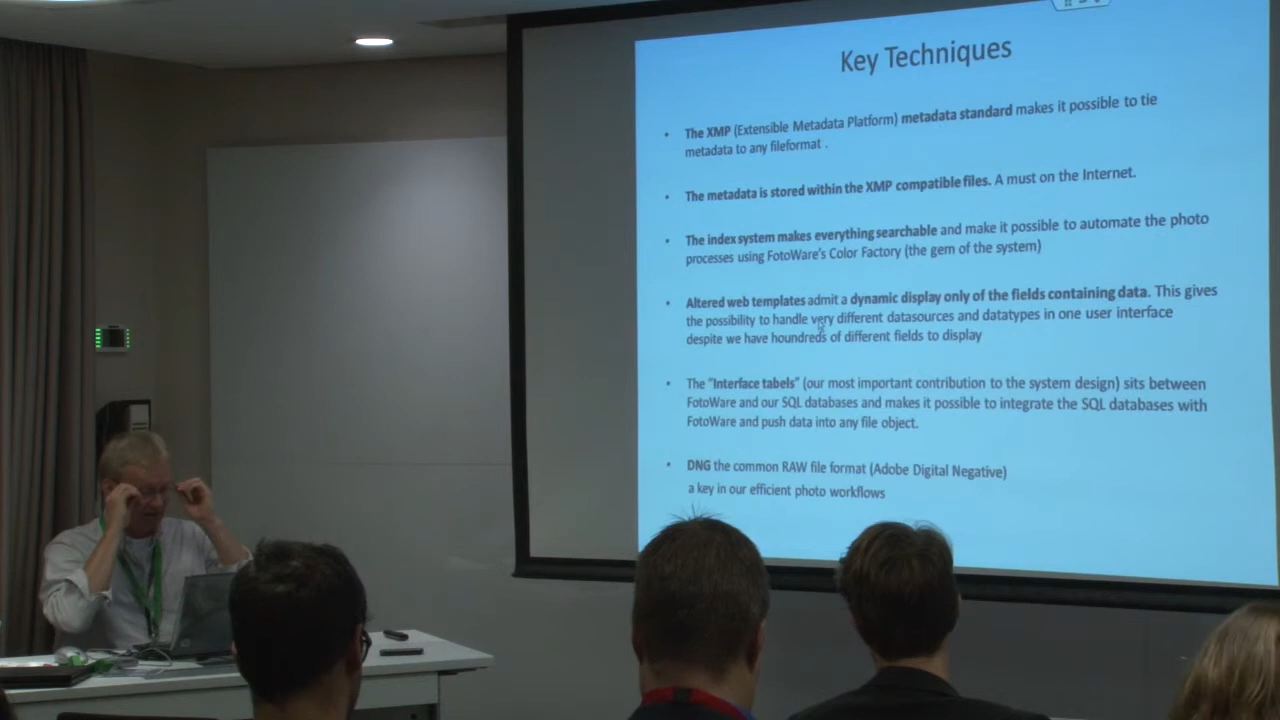 Key Techniques
• The XMP (Extensible Metadata Platform) metadata standard makes it possible to tie
metadata to any fileformat .
• The metadata is stored within the XMP compatible files. A must on the Internet.
• The index system makes everything searchable and make it possible to automate the photo
processes using FotoWare's Color Factory (the gem of the system)
• Altered web templates admit a dynamic display only of the fields containing data. This gives
the possibility to handle very different datasources and datatypes in one user interface
despite we have houndreds of different fields to display
• The "Interface tabels" (our most important contribution to the system design) sits between
FotoWare and our SQL databases and makes it possible to integrate the SQL databases with
FotoWare and push data into any file object.
• DNG the common RAW file format (Adobe Digital Negative)
a key in our efficient photo workflows